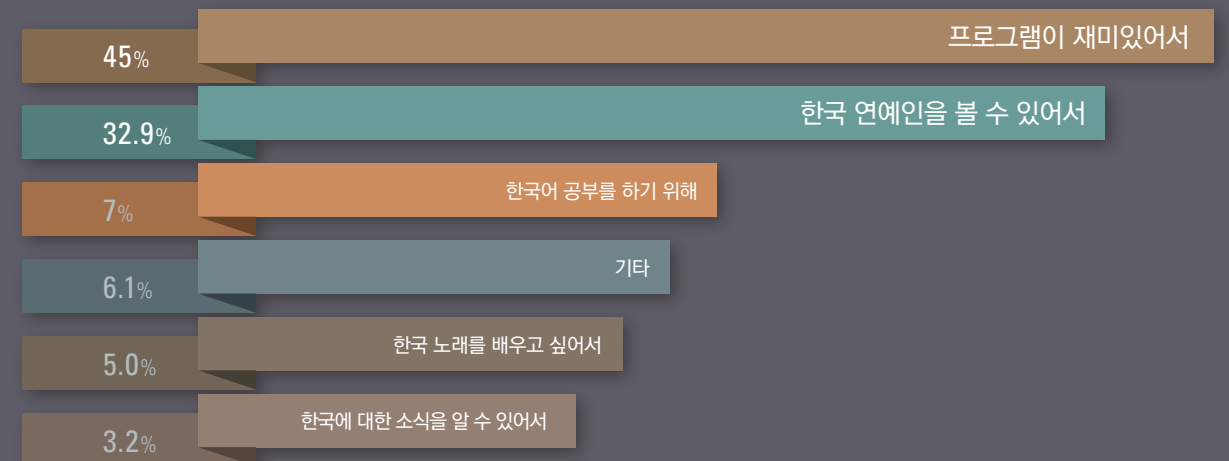 45% 프로그램이 재미있어서
32.9% 한국 연예인을 볼 수 있어서
7% 한국어 공부를 하기 위해
6.1% 기타
5.0% 한국 노래를 배우고 싶어서
3.2% 한국에 대한 소식을 알 수 있어서